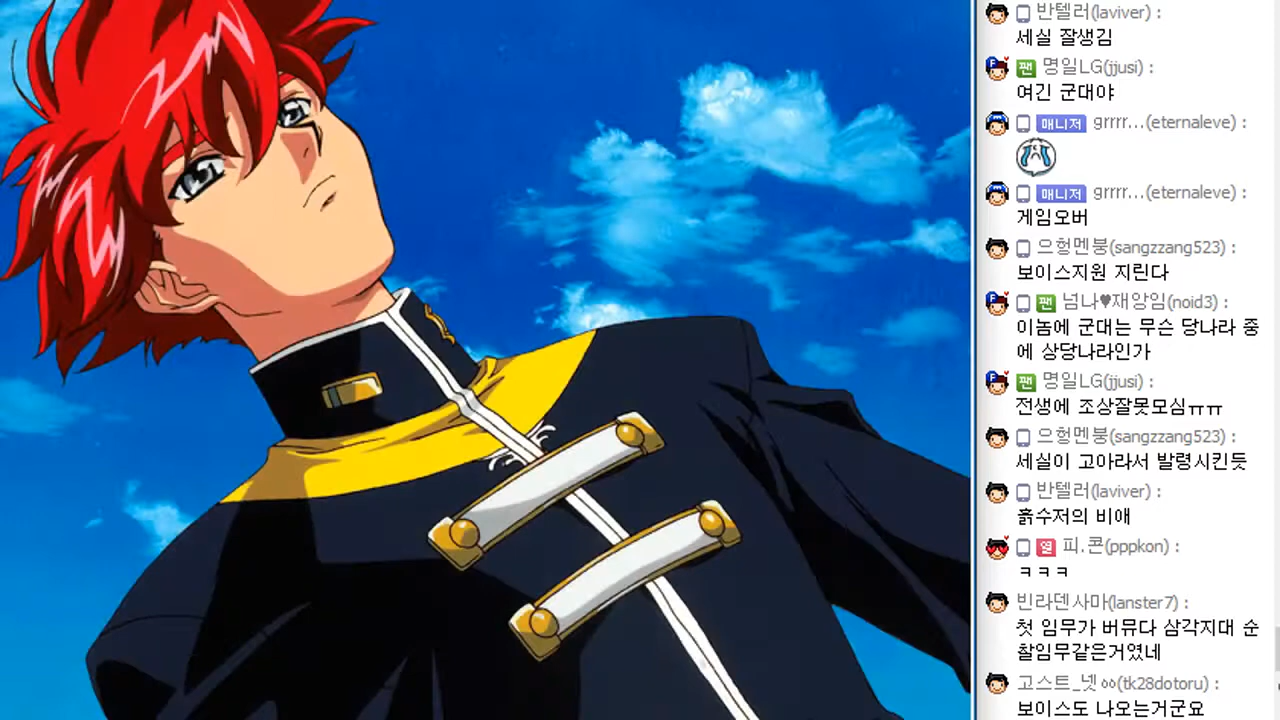 반텔러(laviver) :
세실 잘생김
팬 명일LG(jjusi) :
여긴 군대야
매니저 grrrr...(eternaleve) :
매니저 grrrr...(eternaleve) :
게임오버
으헝멘붕(sangzzang523) :
보이스지원 지린다
팬 넘나♥재앙임(noid3) :
이놈에 군대는 무슨 당나라 중
에 상당나라인가
팬 명일LG(jjusi) :
전생에 조상잘못모심ㅠㅠ
으헝멘붕(sangzzang523) :
세실이 고아라서 발령시킨듯
반텔러(laviver) :
흙수저의 비애
열 피.콘(pppkon) :
ㅋㅋㅋ
빈라덴사마(lanster7) :
첫 임무가 버뮤다 삼각지대 순
찰임무같은거였네
고스트_넷ㅇㅇ(tk28dotoru) :
보이스도 나오는거군요